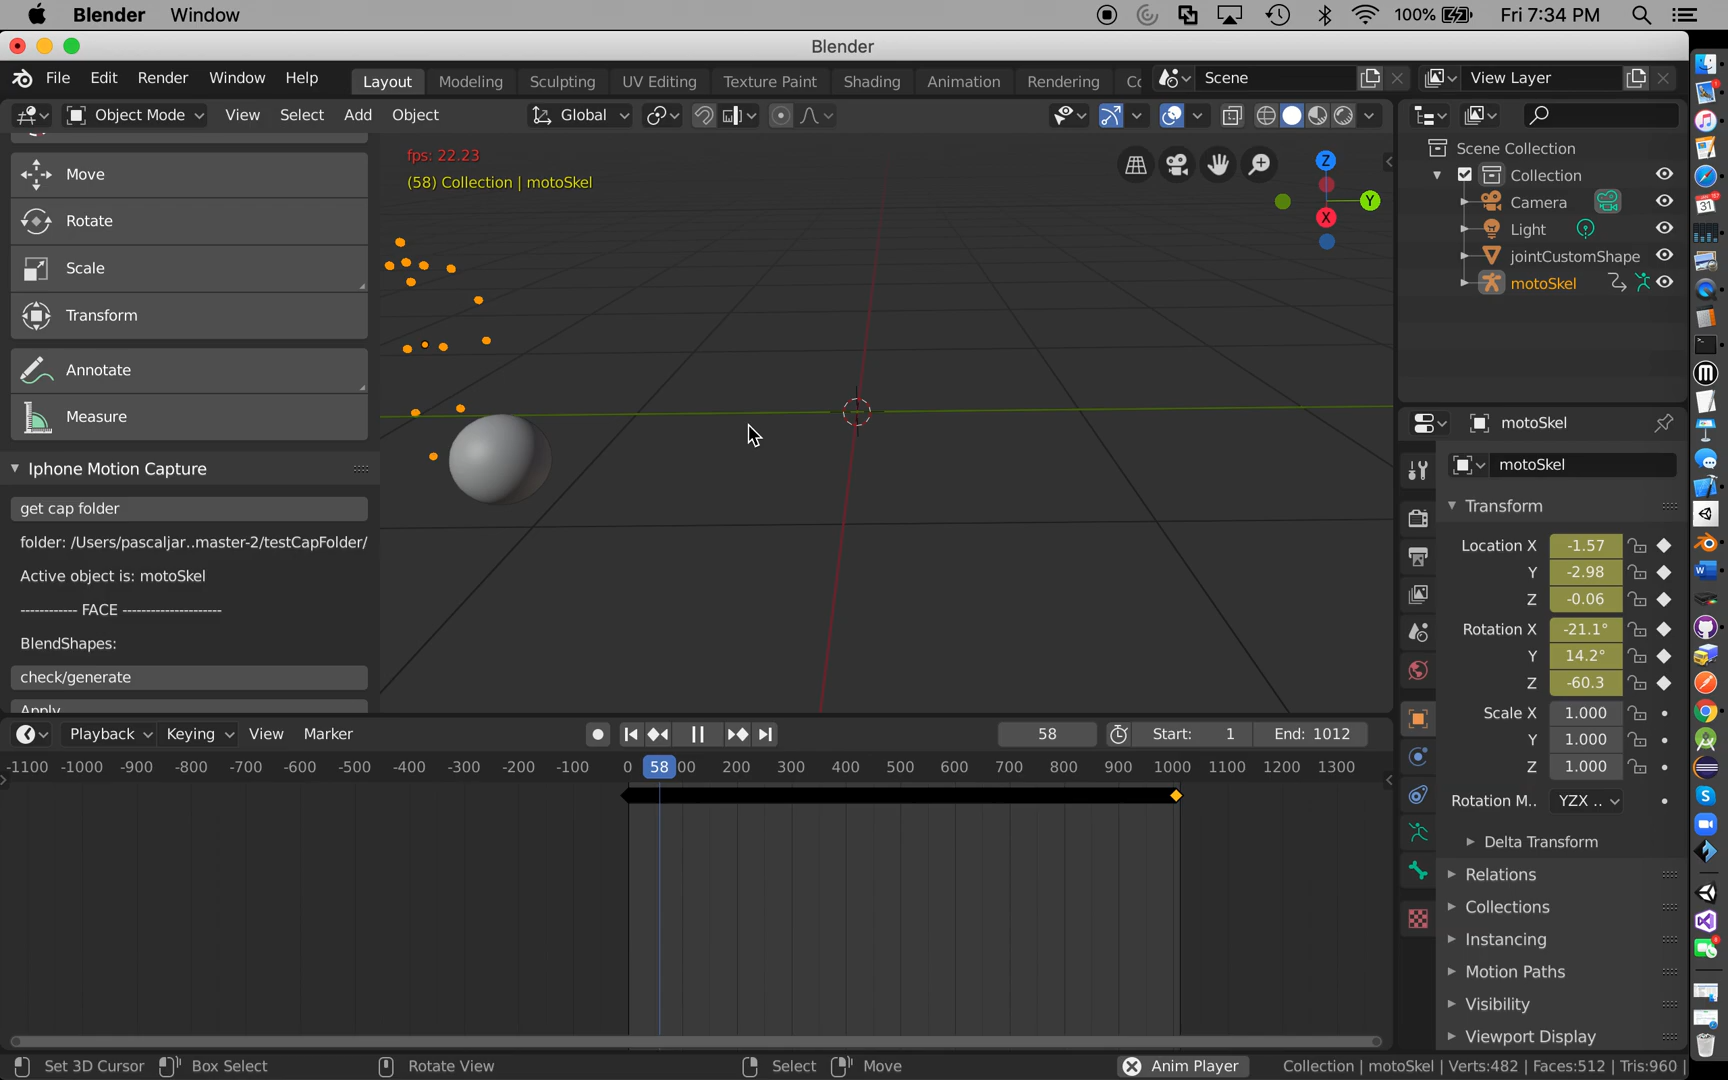 Blender Window 100% Fri 7:34 PM
Blender
File Edit Render Window Help Layout Modeling Sculpting UV Editing Texture Paint Shading Animation Rendering Scene View Layer
Object Mode View Select Add Object Global
fps: 22.23
(58) Collection | motoSkel
Move
Rotate
Scale
Transform
Annotate
Measure
Iphone Motion Capture
get cap folder
folder: /Users/pascaljar..master-2/testCapFolder/
Active object is: motoSkel
------------ FACE ---------------------
BlendShapes:
check/generate
Apply
Z
Y
X
Scene Collection
Collection
Camera
Light
jointCustomShape
motoSkel
motoSkel
motoSkel
Transform
Location X -1.57
Y -2.98
Z -0.06
Rotation X -21.1°
Y 14.2°
Z -60.3
Scale X 1.000
Y 1.000
Z 1.000
Rotation M.. YZX ..
Delta Transform
Relations
Collections
Instancing
Motion Paths
Visibility
Viewport Display
Playback Keying View Marker 58 Start: 1 End: 1012
-1100 -1000 -900 -800 -700 -600 -500 -400 -300 -200 -100 0 58 00 200 300 400 500 600 700 800 900 1000 1100 1200 1300
Set 3D Cursor Box Select Rotate View Select Move Anim Player Collection | motoSkel | Verts:482 | Faces:512 | Tris:960 |